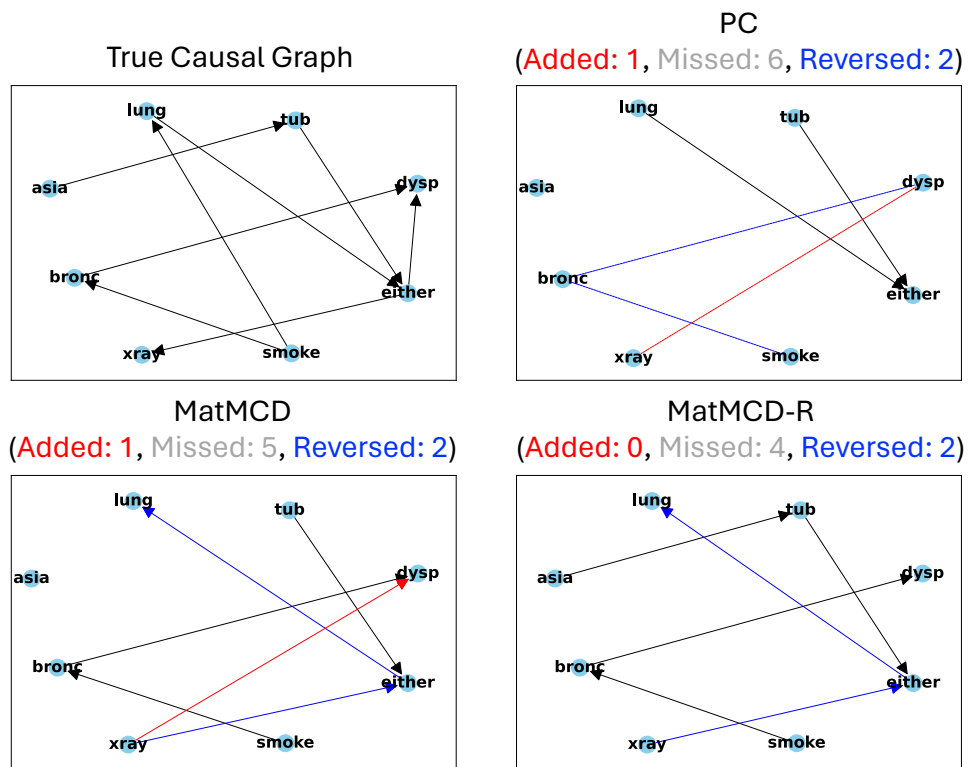 True Causal Graph
lung
tub
asia
dysp
bronc
either
xray
smoke
PC
(Added: 1, Missed: 6, Reversed: 2)
lung
tub
asia
dysp
bronc
either
xray
smoke
MatMCD
(Added: 1, Missed: 5, Reversed: 2)
lung
tub
asia
dysp
bronc
either
xray
smoke
MatMCD-R
(Added: 0, Missed: 4, Reversed: 2)
lung
tub
asia
dysp
bronc
either
xray
smoke